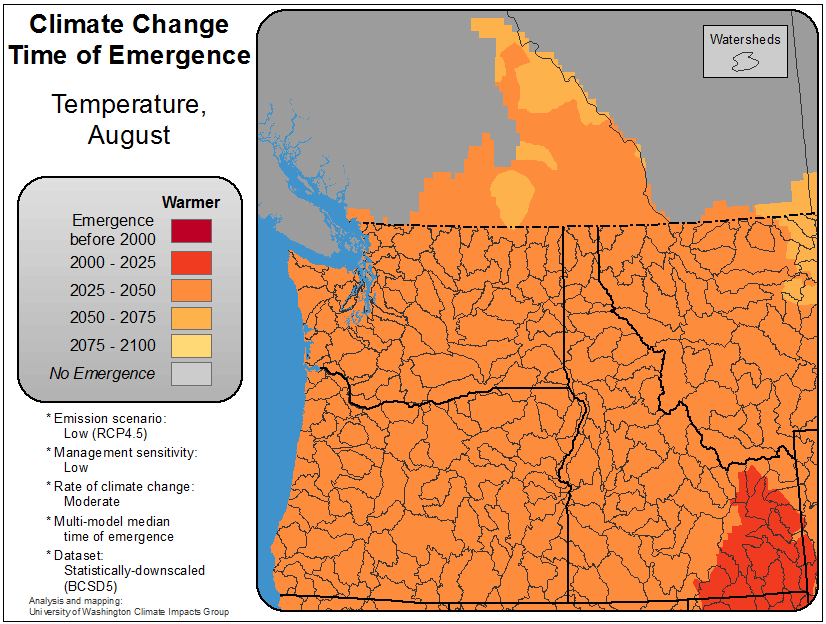 Climate Change
Time of Emergence
Temperature,
August
Warmer
Emergence
before 2000
2000 - 2025
2025 - 2050
2050 - 2075
2075 - 2100
No Emergence
* Emission scenario:
Low (RCP4.5)
* Management sensitivity:
Low
* Rate of climate change:
Moderate
* Multi-model median
time of emergence
* Dataset:
Statistically-downscaled
(BCSD5)
Analysis and mapping:
University of Washington Climate Impacts Group
Watersheds